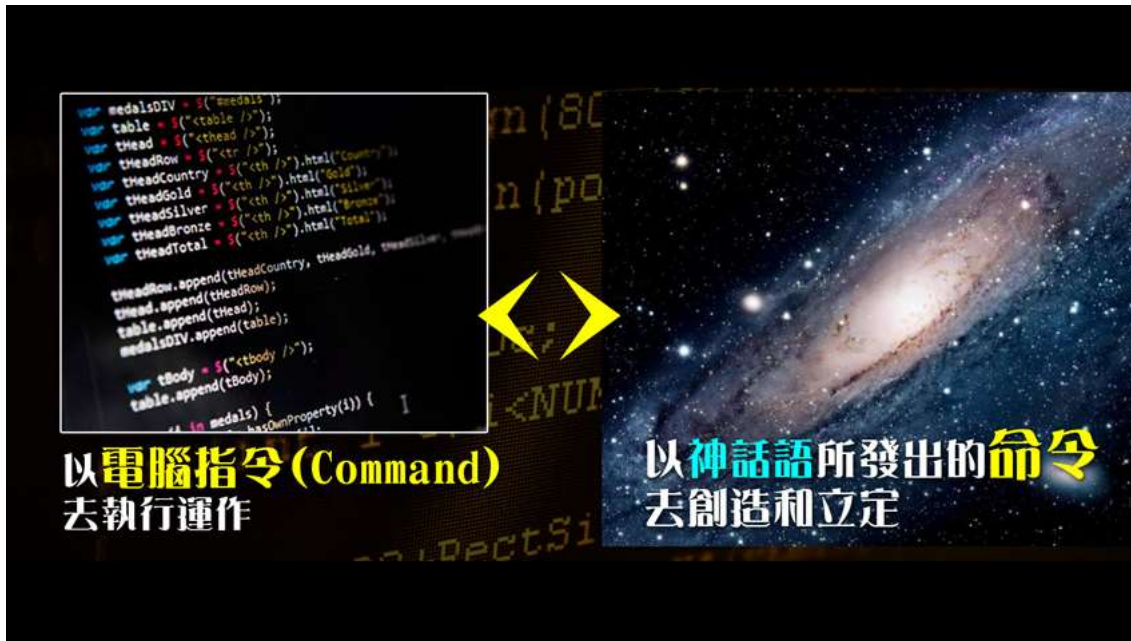 var medalsDIV = $("#medals");
var table = $("<table />");
var tHead = $("<thead />");
var tHeadRow = $("<tr />");
var tHeadCountry = $("<th />").html("Country");
var tHeadGold = $("<th />").html("Gold");
var tHeadSilver = $("<th />").html("Silver");
var tHeadBronze = $("<th />").html("Bronze");
var tHeadTotal = $("<th />").html("Total");
tHeadRow.append(tHeadCountry, tHeadGold, tHeadSilver,
tHead.append(tHeadRow);
table.append(tHead);
medalsDIV.append(table);
var tBody = $("<tbody />");
table.append(tBody);
in medals) {
hasOwnProperty(i)) {
以電腦指令(Command)
去執行運作
以神話語所發出的命令
去創造和立定